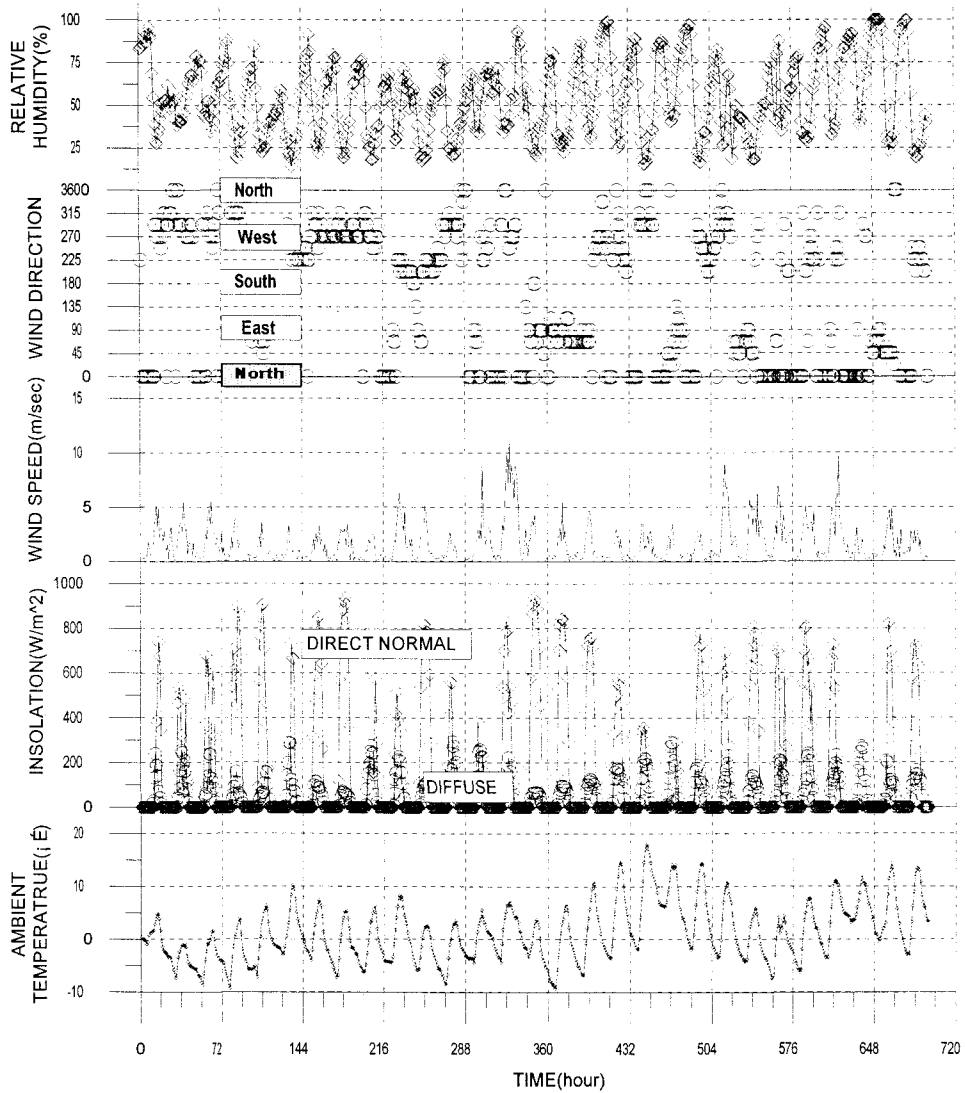 RELATIVE
HUMIDITY(%)
100
75
50
25
WIND DIRECTION
3600
315
270
225
180
135
90
45
0
North
West
South
East
North
WIND SPEED(m/sec)
15
10
5
0
INSOLATION(W/m^2)
1000
800
600
400
200
0
DIRECT NORMAL
DIFFUSE
AMBIENT
TEMPERATRUE(¡ É)
20
10
0
-10
0 72 144 216 288 360 432 504 576 648 720
TIME(hour)